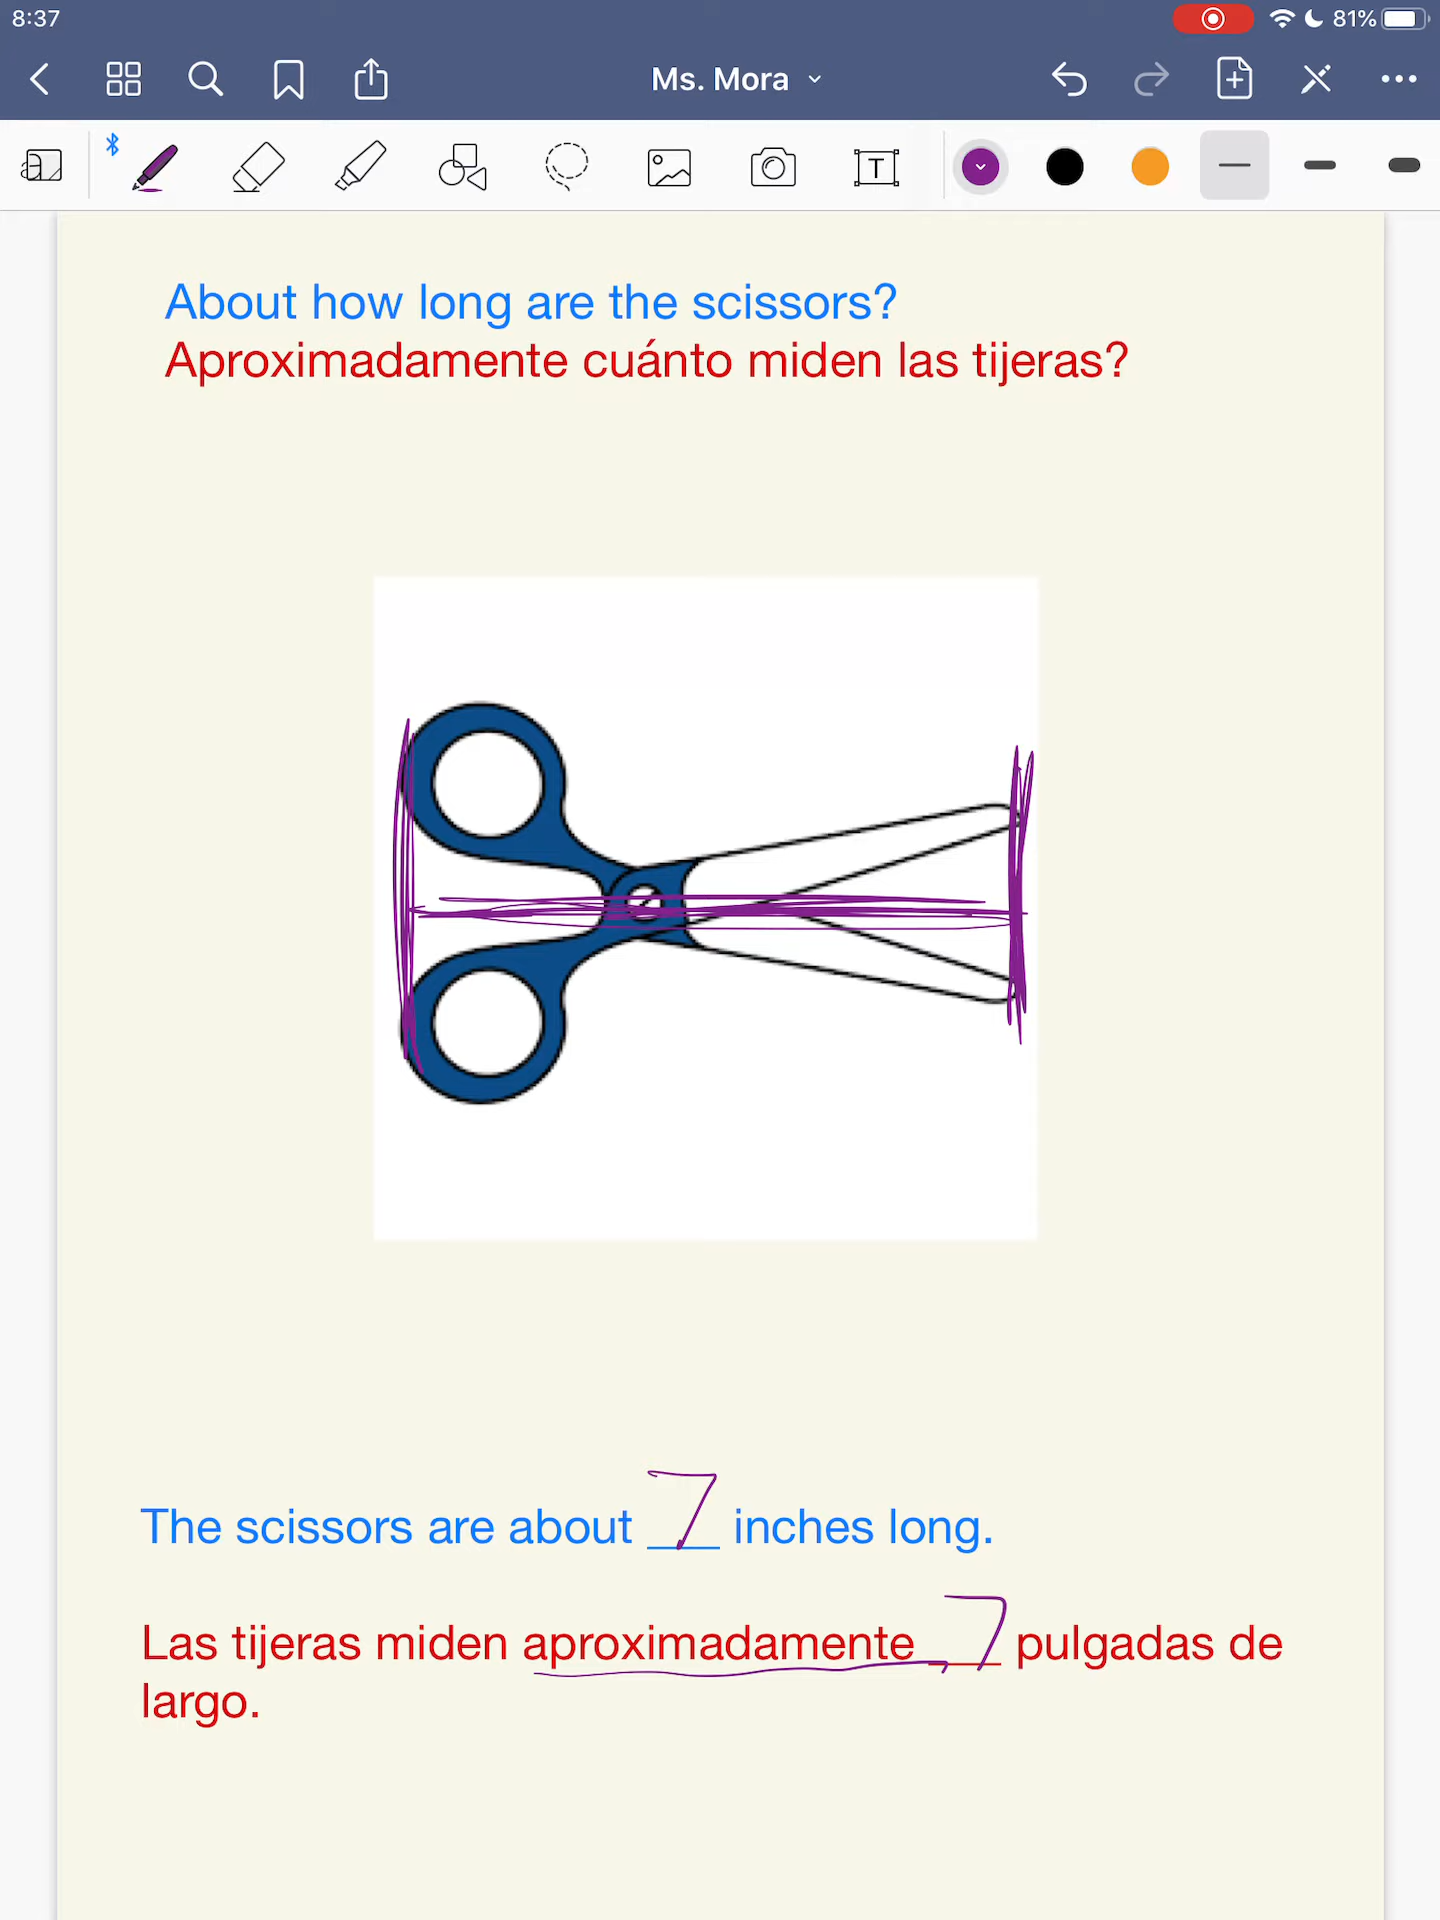 8:37
81%
Ms. Mora
a
T
About how long are the scissors?
Aproximadamente cuánto miden las tijeras?
The scissors are about 7 inches long.
Las tijeras miden aproximadamente 7 pulgadas de
largo.